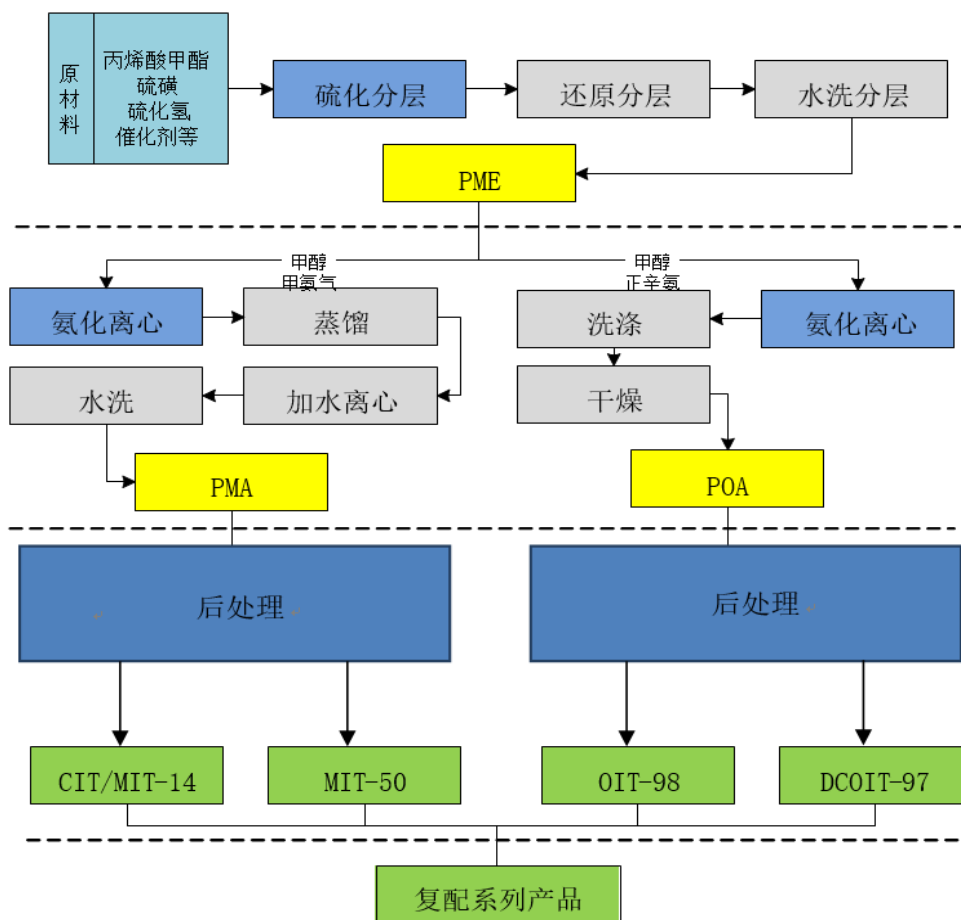 原
材
料
丙烯酸甲酯
硫磺
硫化氢
催化剂等
硫化分层
还原分层
水洗分层
PME
甲醇
甲氨气
甲醇
正辛氨
氨化离心
蒸馏
洗涤
氨化离心
水洗
加水离心
干燥
PMA
POA
后处理
后处理
CIT/MIT-14
MIT-50
OIT-98
DCOIT-97
复配系列产品